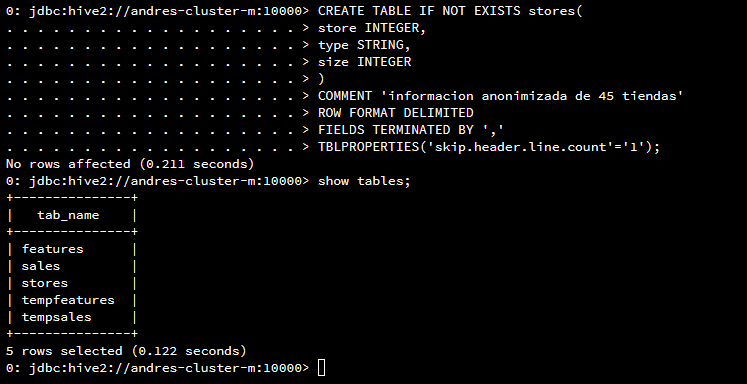 0: jdbc:hive2://andres-cluster-m:10000> CREATE TABLE IF NOT EXISTS stores(
. . . . . . . . . . . . . . . . . . . . > store INTEGER,
. . . . . . . . . . . . . . . . . . . . > type STRING,
. . . . . . . . . . . . . . . . . . . . > size INTEGER
. . . . . . . . . . . . . . . . . . . . > )
. . . . . . . . . . . . . . . . . . . . > COMMENT 'informacion anonimizada de 45 tiendas'
. . . . . . . . . . . . . . . . . . . . > ROW FORMAT DELIMITED
. . . . . . . . . . . . . . . . . . . . > FIELDS TERMINATED BY ','
. . . . . . . . . . . . . . . . . . . . > TBLPROPERTIES('skip.header.line.count'='1');
No rows affected (0.211 seconds)
0: jdbc:hive2://andres-cluster-m:10000> show tables;
+---------------+
|   tab_name    |
+---------------+
| features      |
| sales         |
| stores        |
| tempfeatures  |
| tempsales     |
+---------------+
5 rows selected (0.122 seconds)
0: jdbc:hive2://andres-cluster-m:10000>